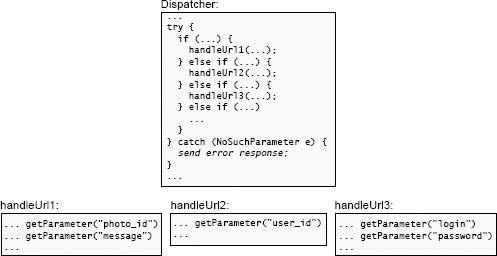 Dispatcher:
...
try {
if (...) {
handleUrl1(...);
} else if (...) {
handleUrl2(...);
} else if (...) {
handleUrl3(...);
} else if (...)
...
}
} catch (NoSuchParameter e) {
send error response;
}
...
handleUrl1:
... getParameter("photo_id")
... getParameter("message")
...
handleUrl2:
... getParameter("user_id")
...
handleUrl3:
... getParameter("login")
... getParameter("password")
...